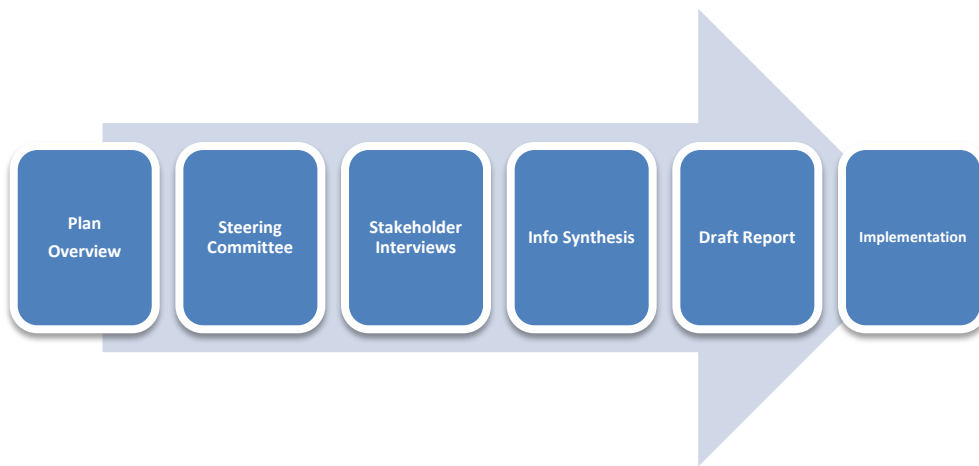 Plan
Overview
Steering
Committee
Stakeholder
Interviews
Info Synthesis
Draft Report
Implementation